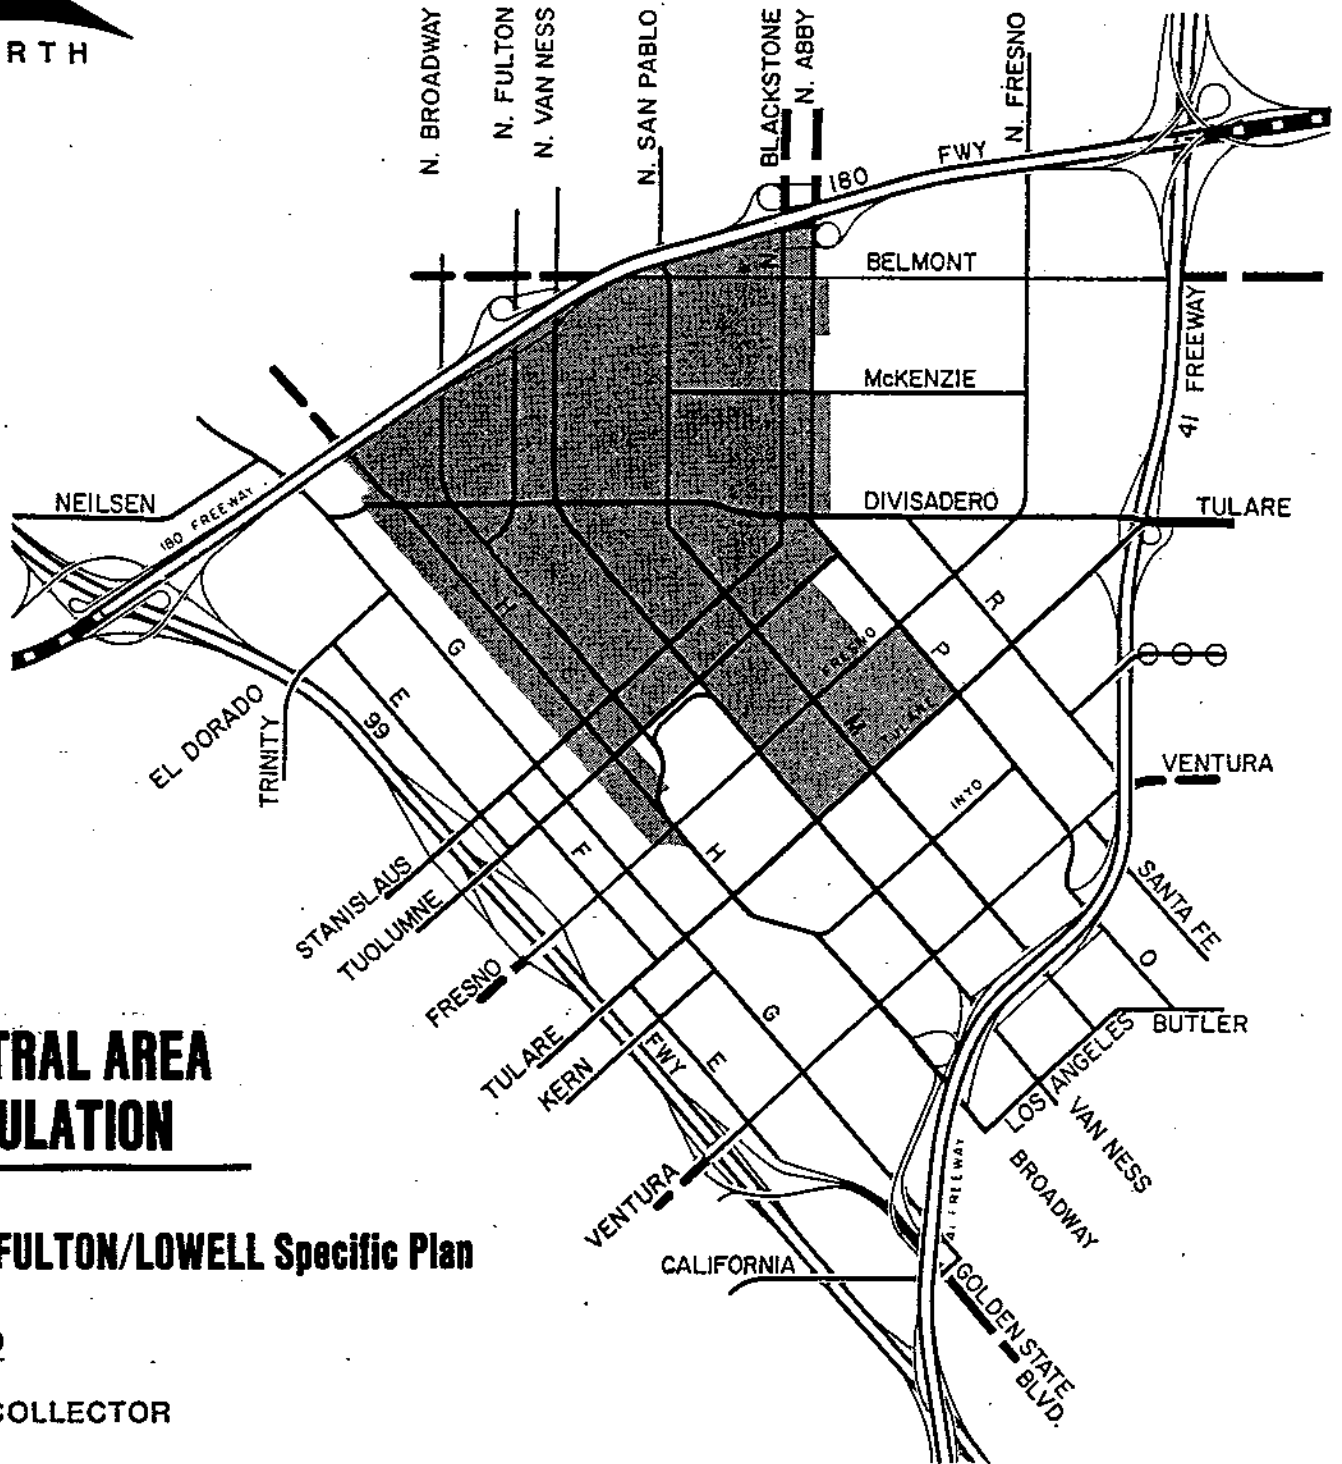 RTH
N. BROADWAY
N. FULTON
N. VAN NESS
N. SAN PABLO
BLACKSTONE
N. ABBY
N. FRESNO
FWY
180
N.
BELMONT
41 FREEWAY
McKENZIE
NEILSEN
180 FREEWAY
DIVISADERO
TULARE
H
G
R
P
E
99
FRESNO
M
TULARE
EL DORADO
TRINITY
INYO
VENTURA
F
H
STANISLAUS
TUOLUMNE
FRESNO
SANTA FE
O
G
TULARE
KERN
FWY
E
BUTLER
LOS ANGELES
VAN NESS
BROADWAY
TRAL AREA
ULATION
VENTURA
41 FREEWAY
FULTON/LOWELL Specific Plan
CALIFORNIA
GOLDEN STATE
BLVD.
COLLECTOR